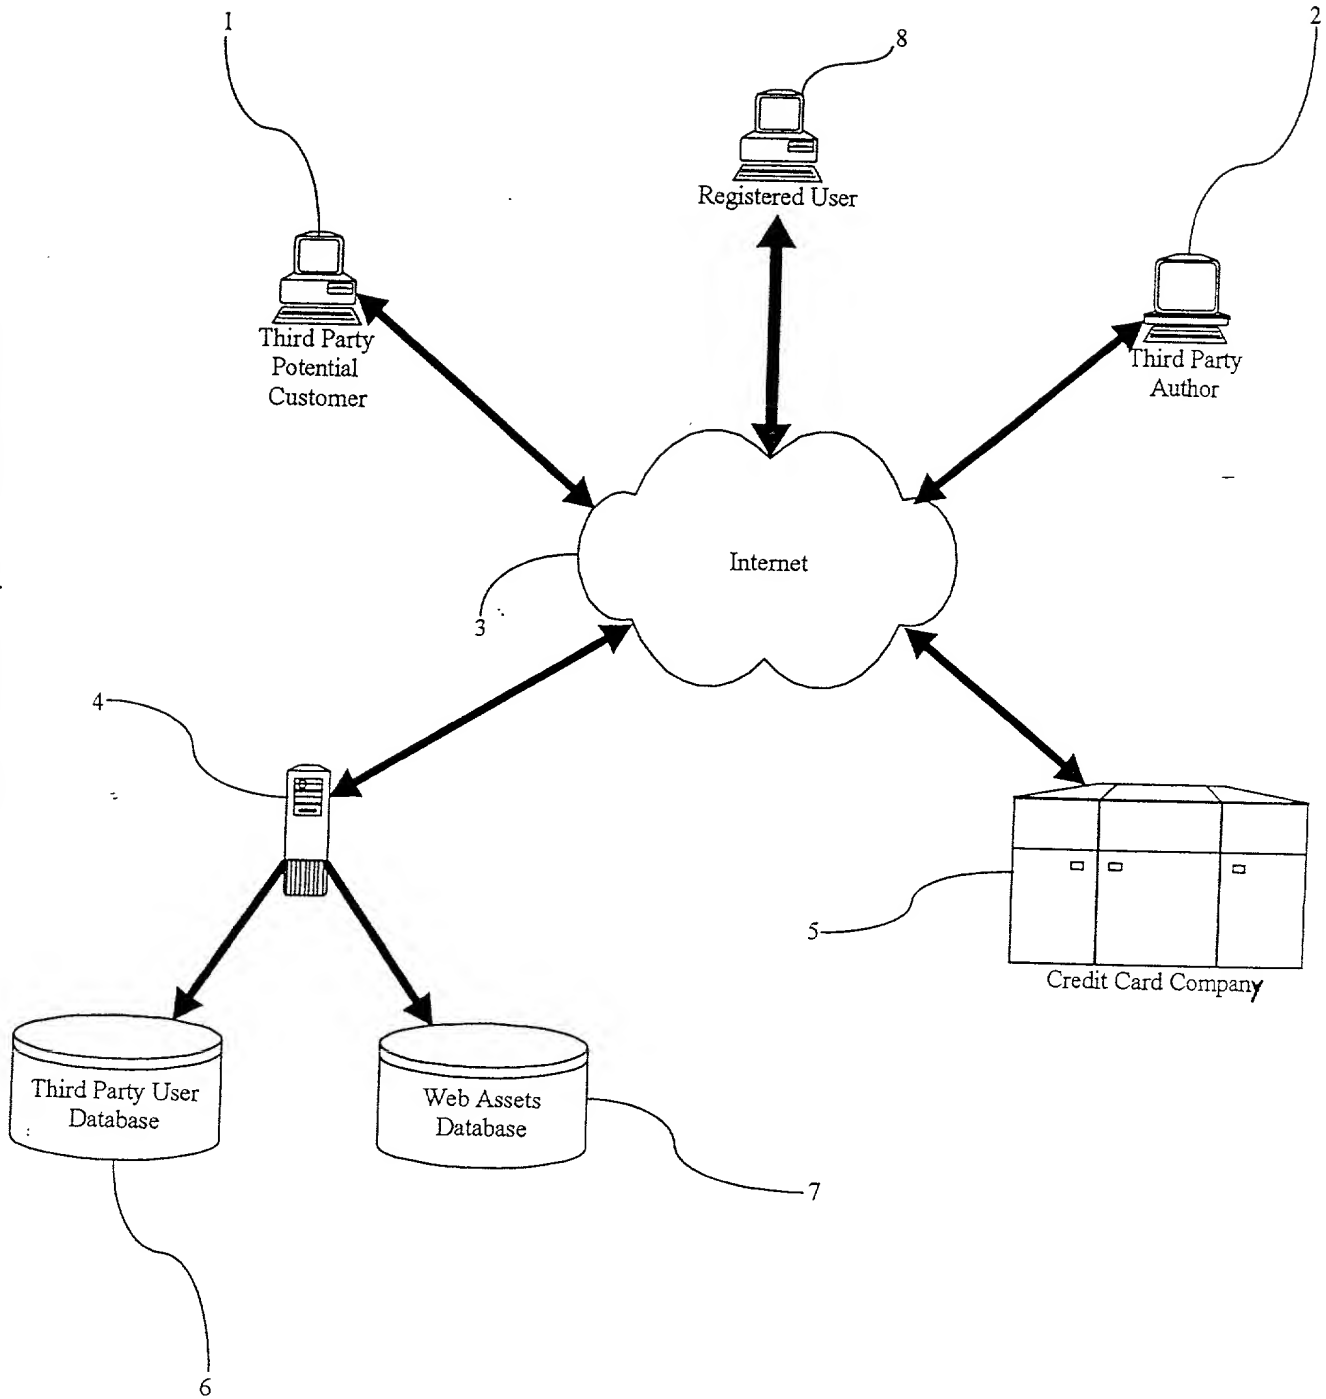 1
8
2
Registered User
Third Party
Potential
Customer
Third Party
Author
Internet
3
4
5
Credit Card Company
Third Party User
Database
Web Assets
Database
7
6